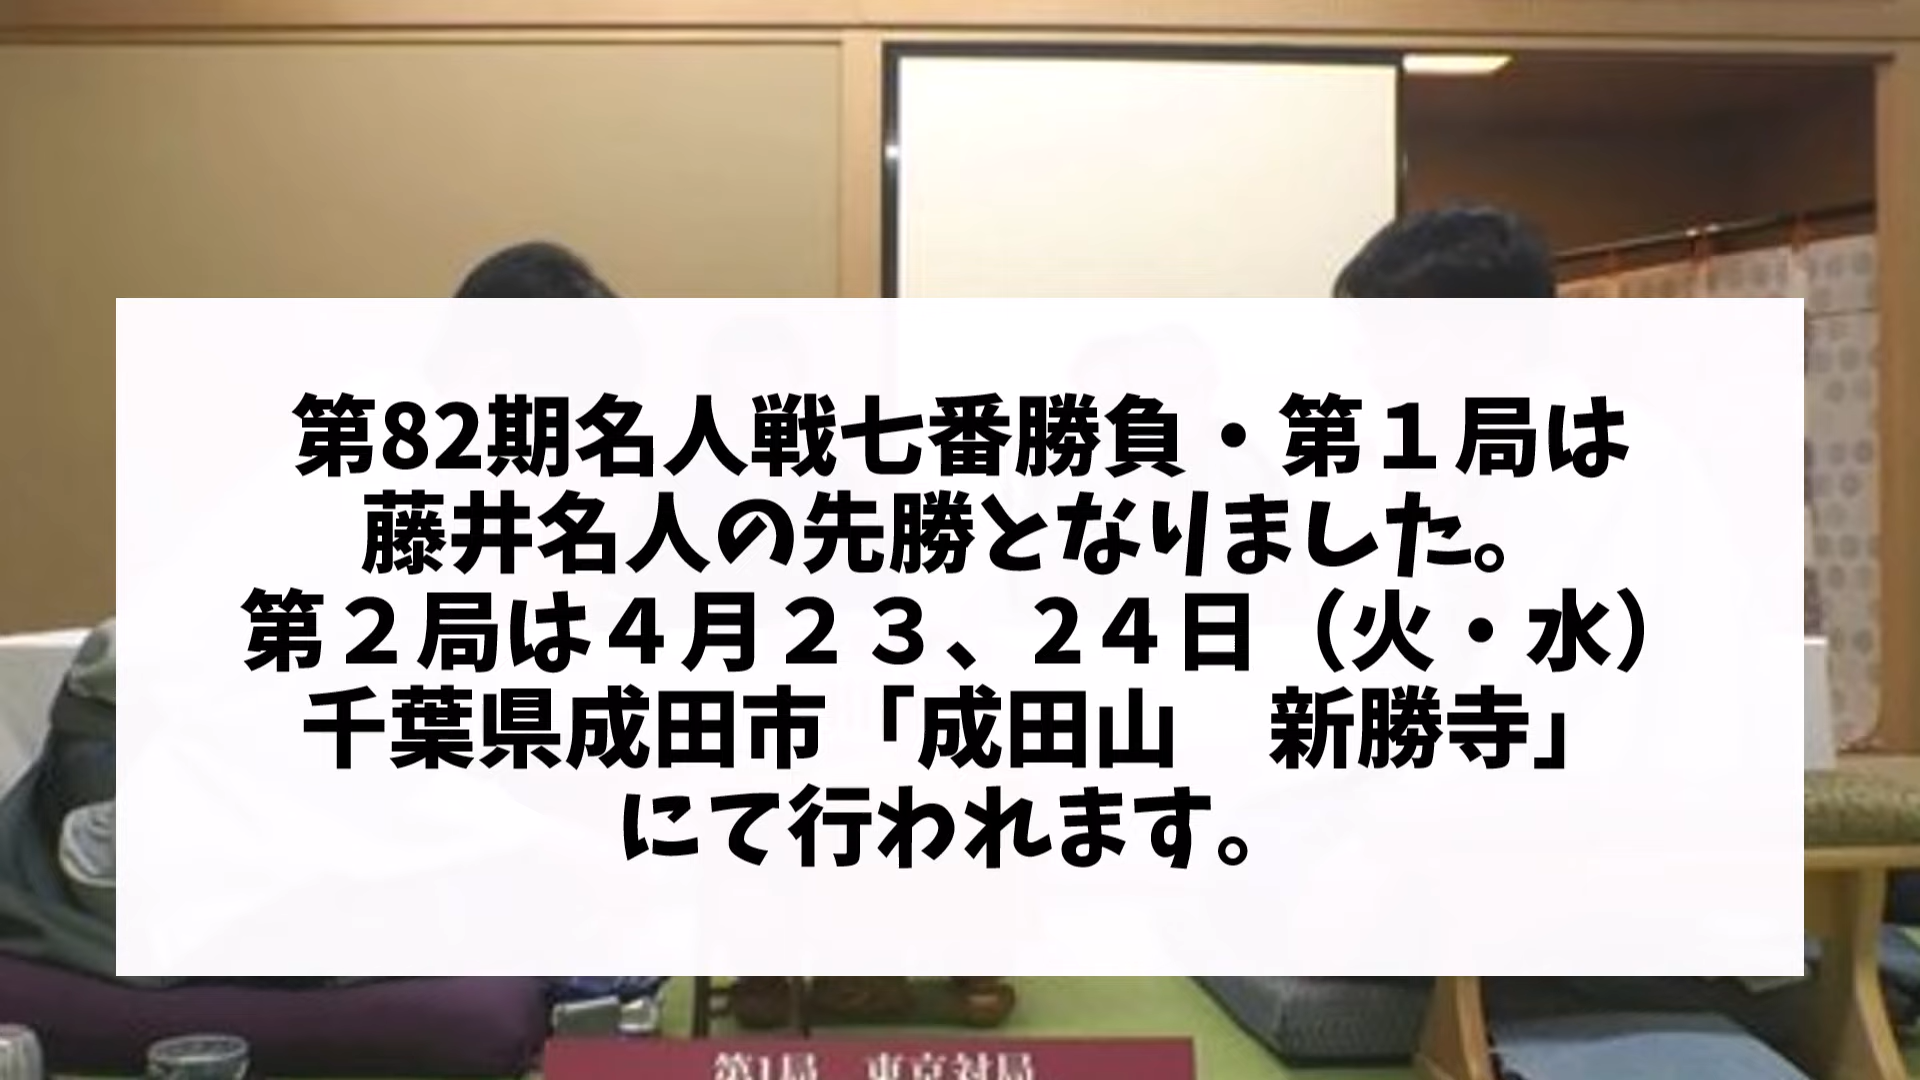 第82期名人戦七番勝負・第１局は
藤井名人の先勝となりました。
第２局は４月２３、2４日（火・水）
千葉県成田市「成田山　新勝寺」
にて行われます。
第1局　東京対局